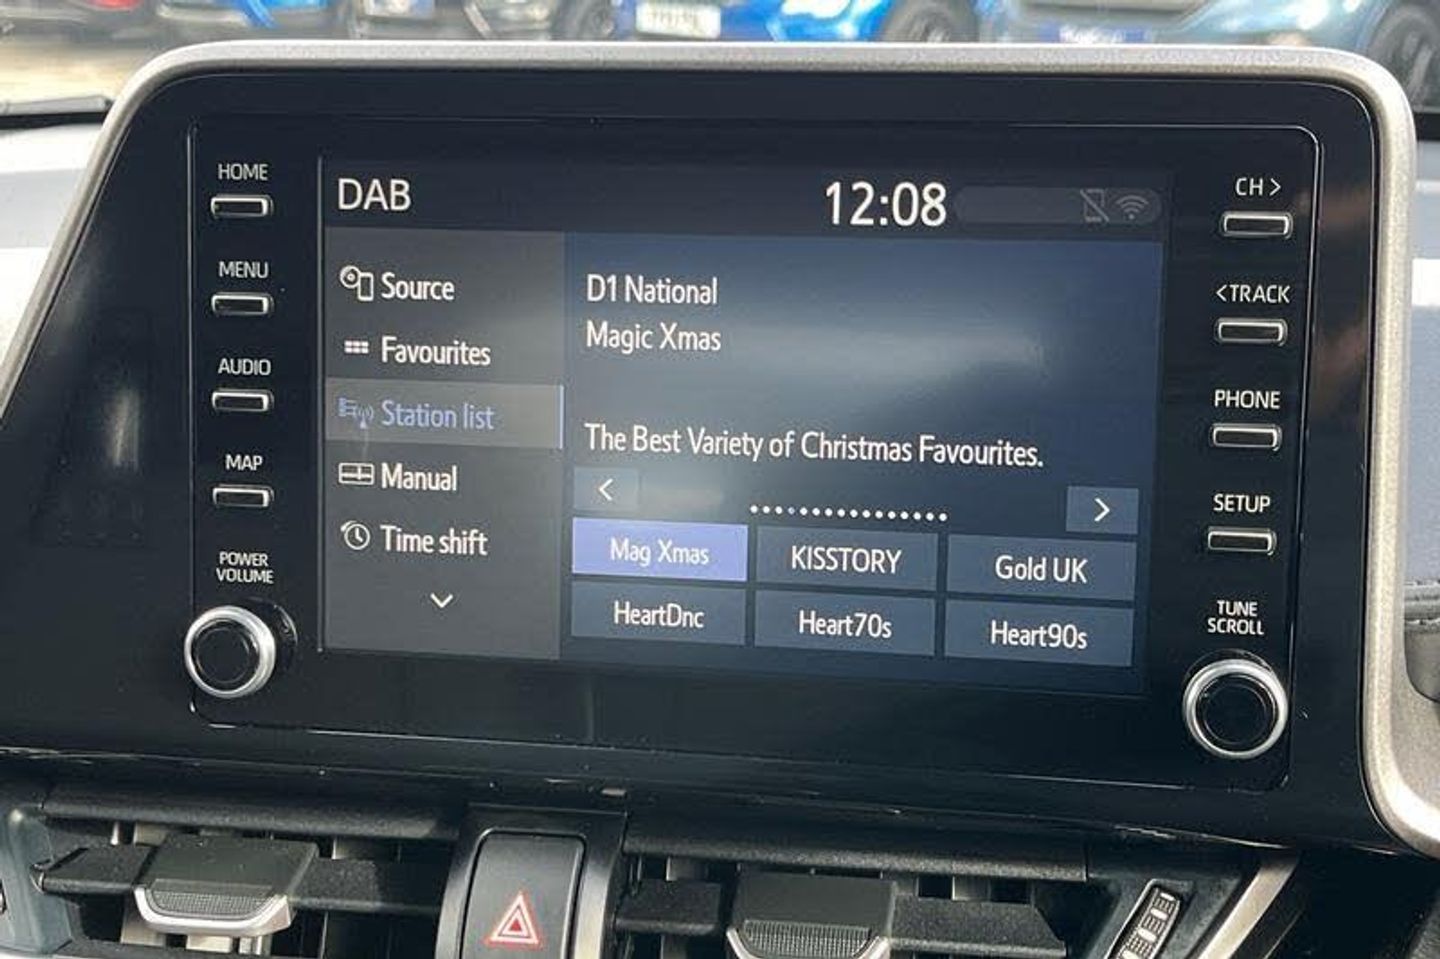 HOME
MENU
AUDIO
MAP
POWER
VOLUME
DAB
12:08
Source
Favourites
Station list
Manual
Time shift
D1 National
Magic Xmas
The Best Variety of Christmas Favourites.
<
>
Mag Xmas
KISSTORY
Gold UK
HeartDnc
Heart70s
Heart90s
CH >
< TRACK
PHONE
SETUP
TUNE
SCROLL